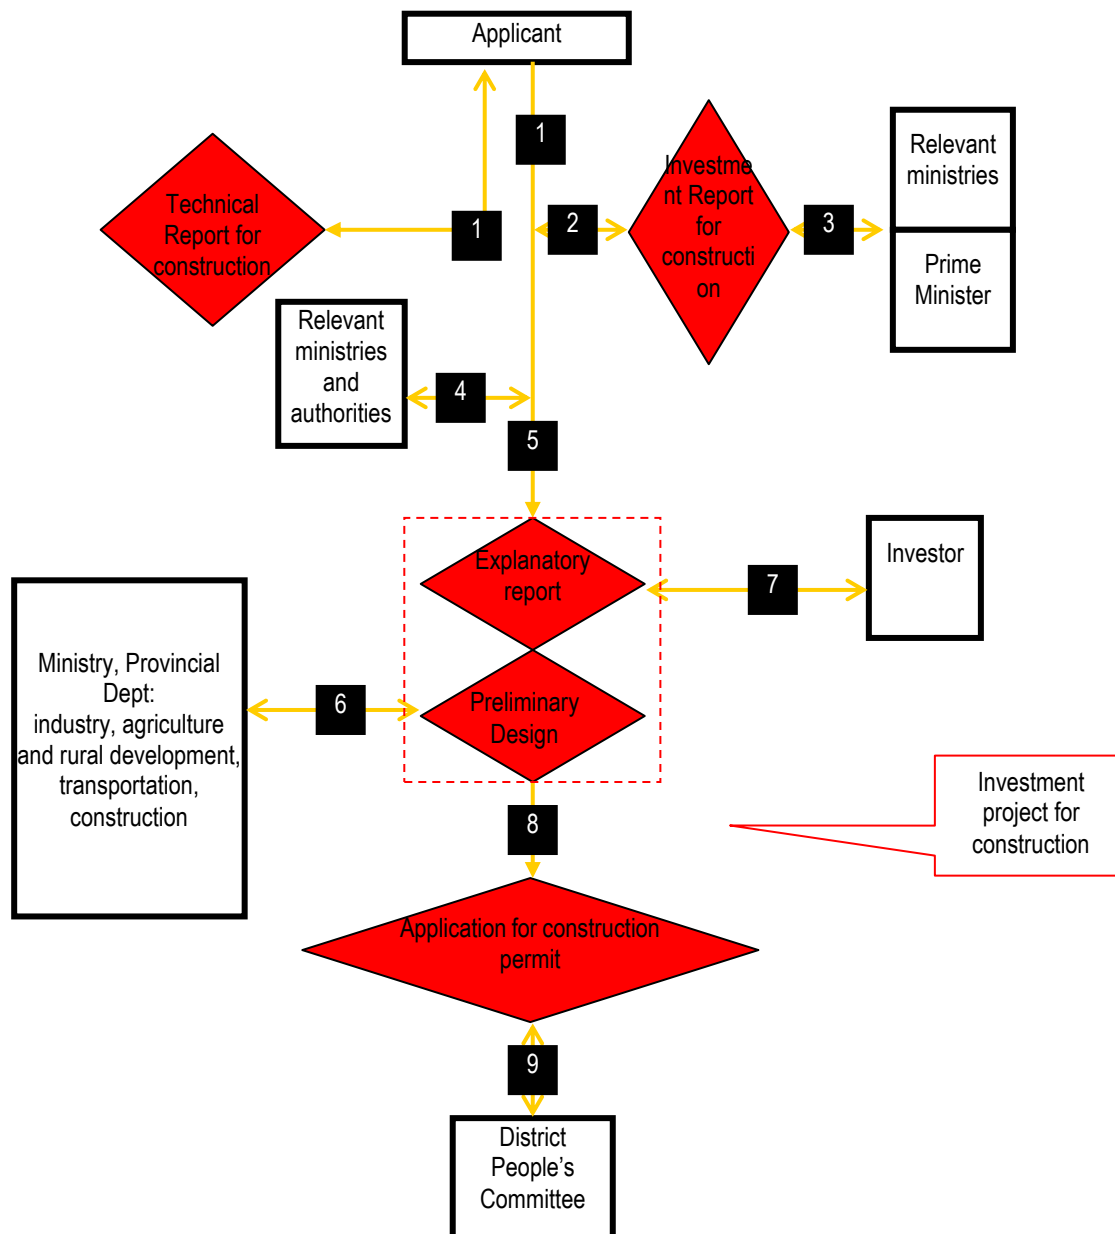 Applicant
1
Investme
nt Report
for
constructi
on
Relevant
ministries
Technical
Report for
construction
1
2
3
Prime
Minister
Relevant
ministries
and
authorities
4
5
Explanatory
report
7
Investor
Ministry, Provincial
Dept:
industry, agriculture
and rural development,
transportation,
construction
6
Preliminary
Design
8
Investment
project for
construction
Application for construction
permit
9
District
People’s
Committee